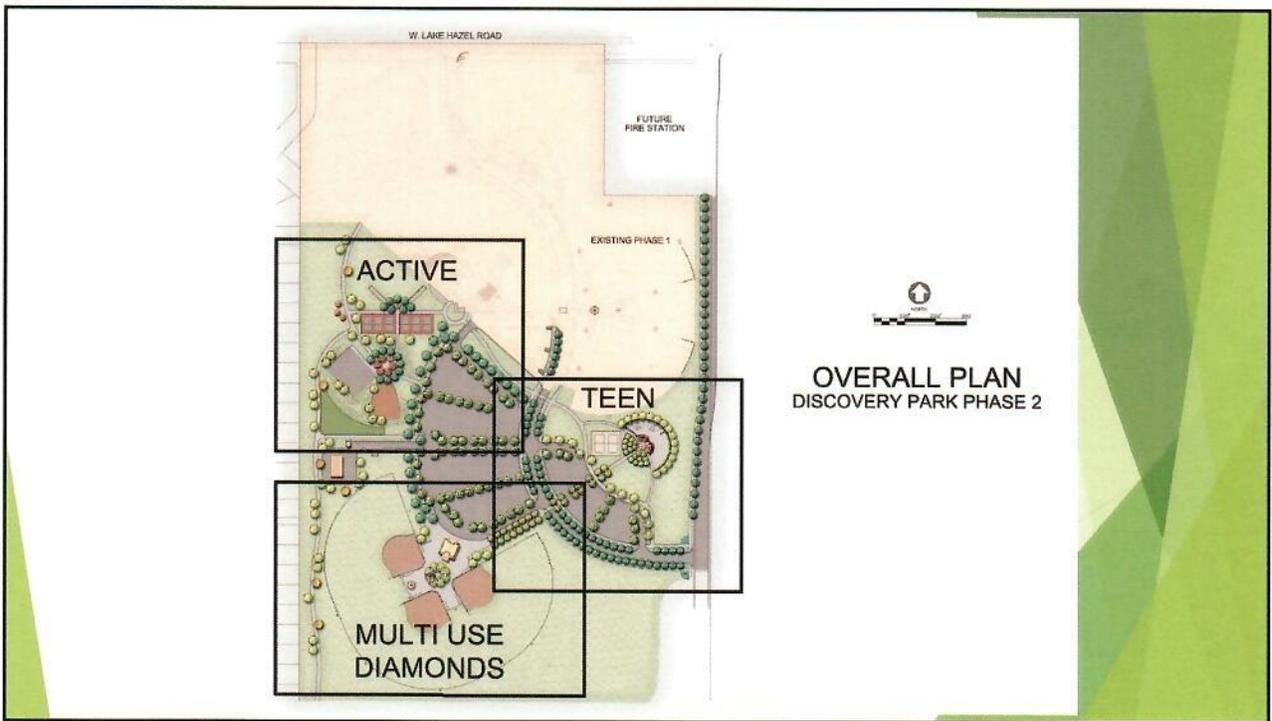 W. LAKE HAZEL ROAD
FUTURE
FIRE STATION
EXISTING PHASE 1
ACTIVE
TEEN
MULTI USE
DIAMONDS
NORTH
OVERALL PLAN
DISCOVERY PARK PHASE 2